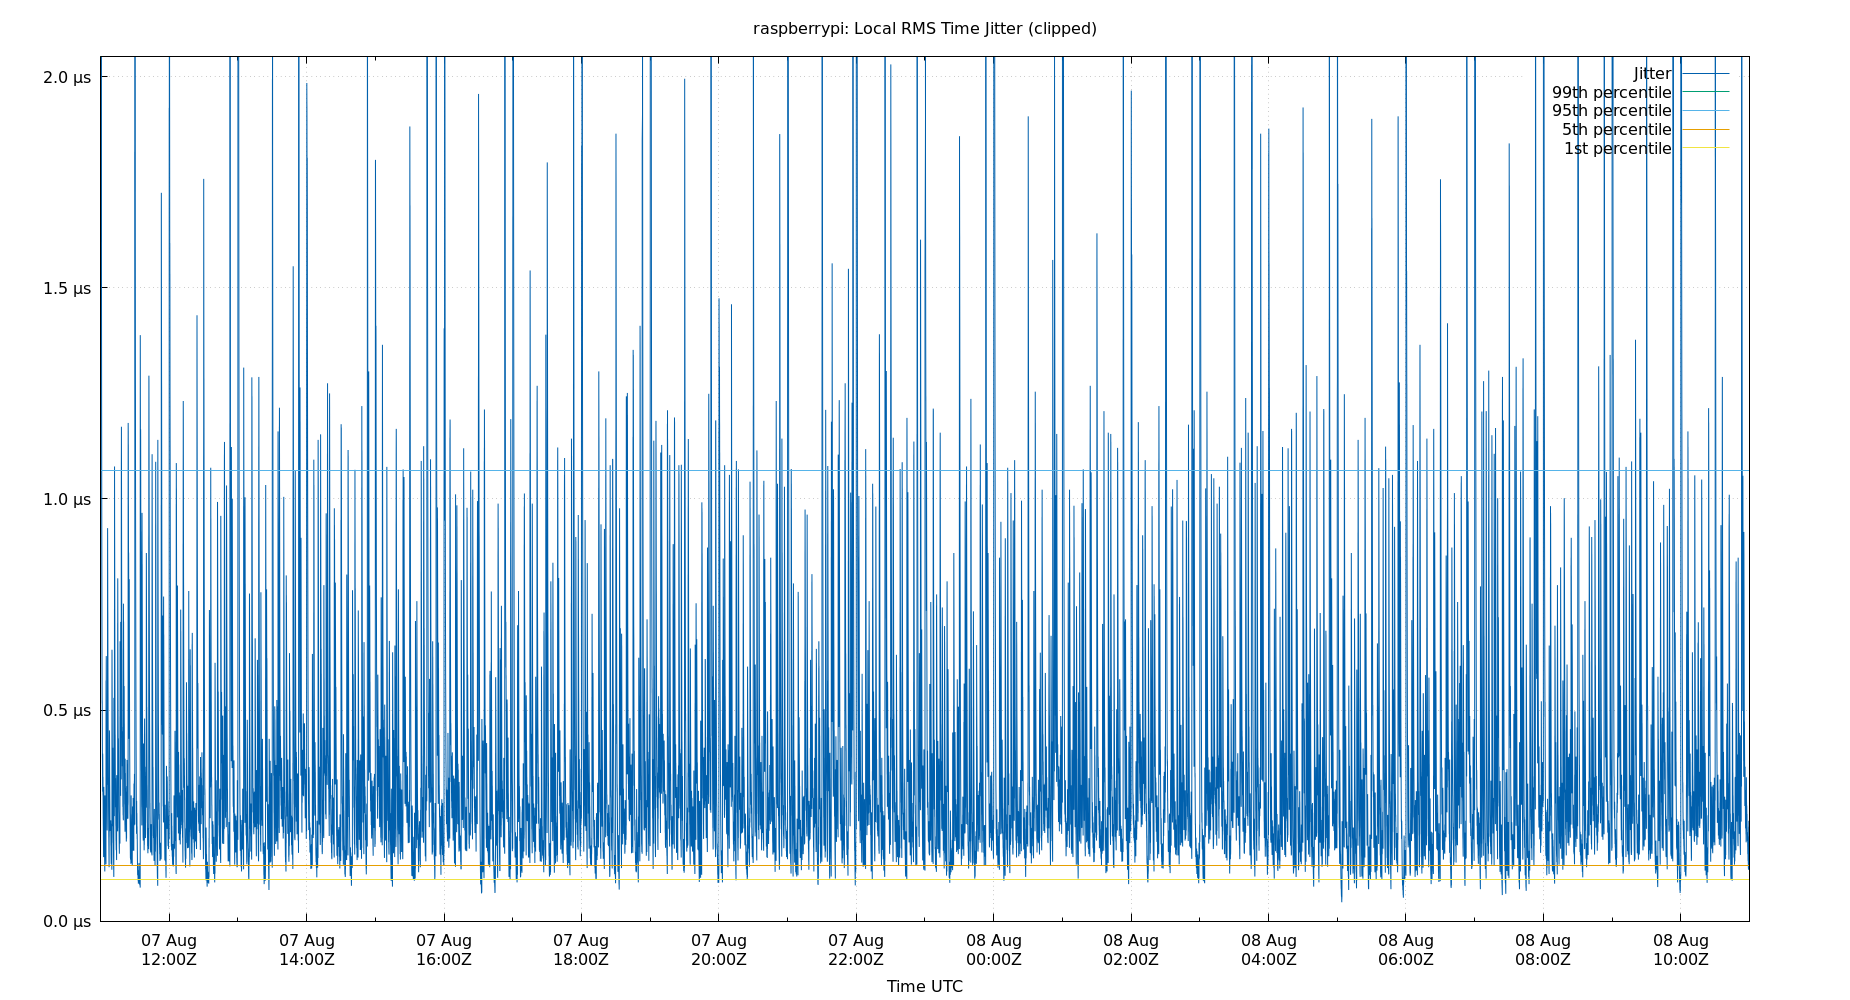 raspberrypi: Local RMS Time Jitter (clipped)
2.0 µs
1.5 µs
1.0 µs
0.5 µs
0.0 µs
Jitter
99th percentile
95th percentile
5th percentile
1st percentile
07 Aug
12:00Z
07 Aug
14:00Z
07 Aug
16:00Z
07 Aug
18:00Z
07 Aug
20:00Z
07 Aug
22:00Z
08 Aug
00:00Z
08 Aug
02:00Z
08 Aug
04:00Z
08 Aug
06:00Z
08 Aug
08:00Z
08 Aug
10:00Z
Time UTC